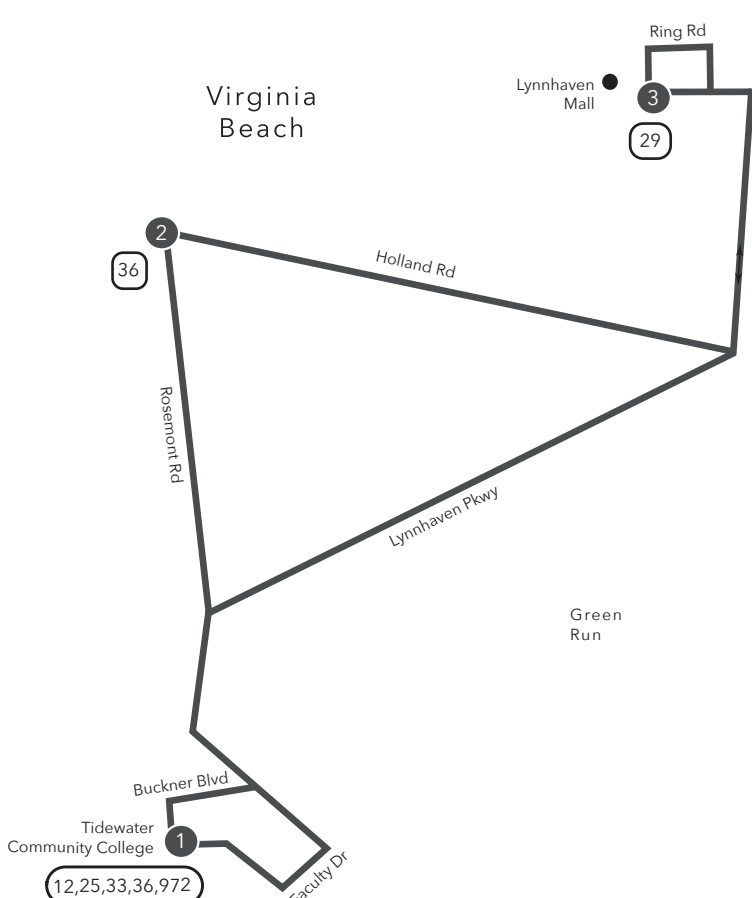 Ring Rd
Lynnhaven
Mall
3
29
Virginia
Beach
2
36
Holland Rd
Rosemont Rd
Lynnhaven Pkwy
Green
Run
Buckner Blvd
Tidewater
Community College
1
12,25,33,36,972
Faculty Dr